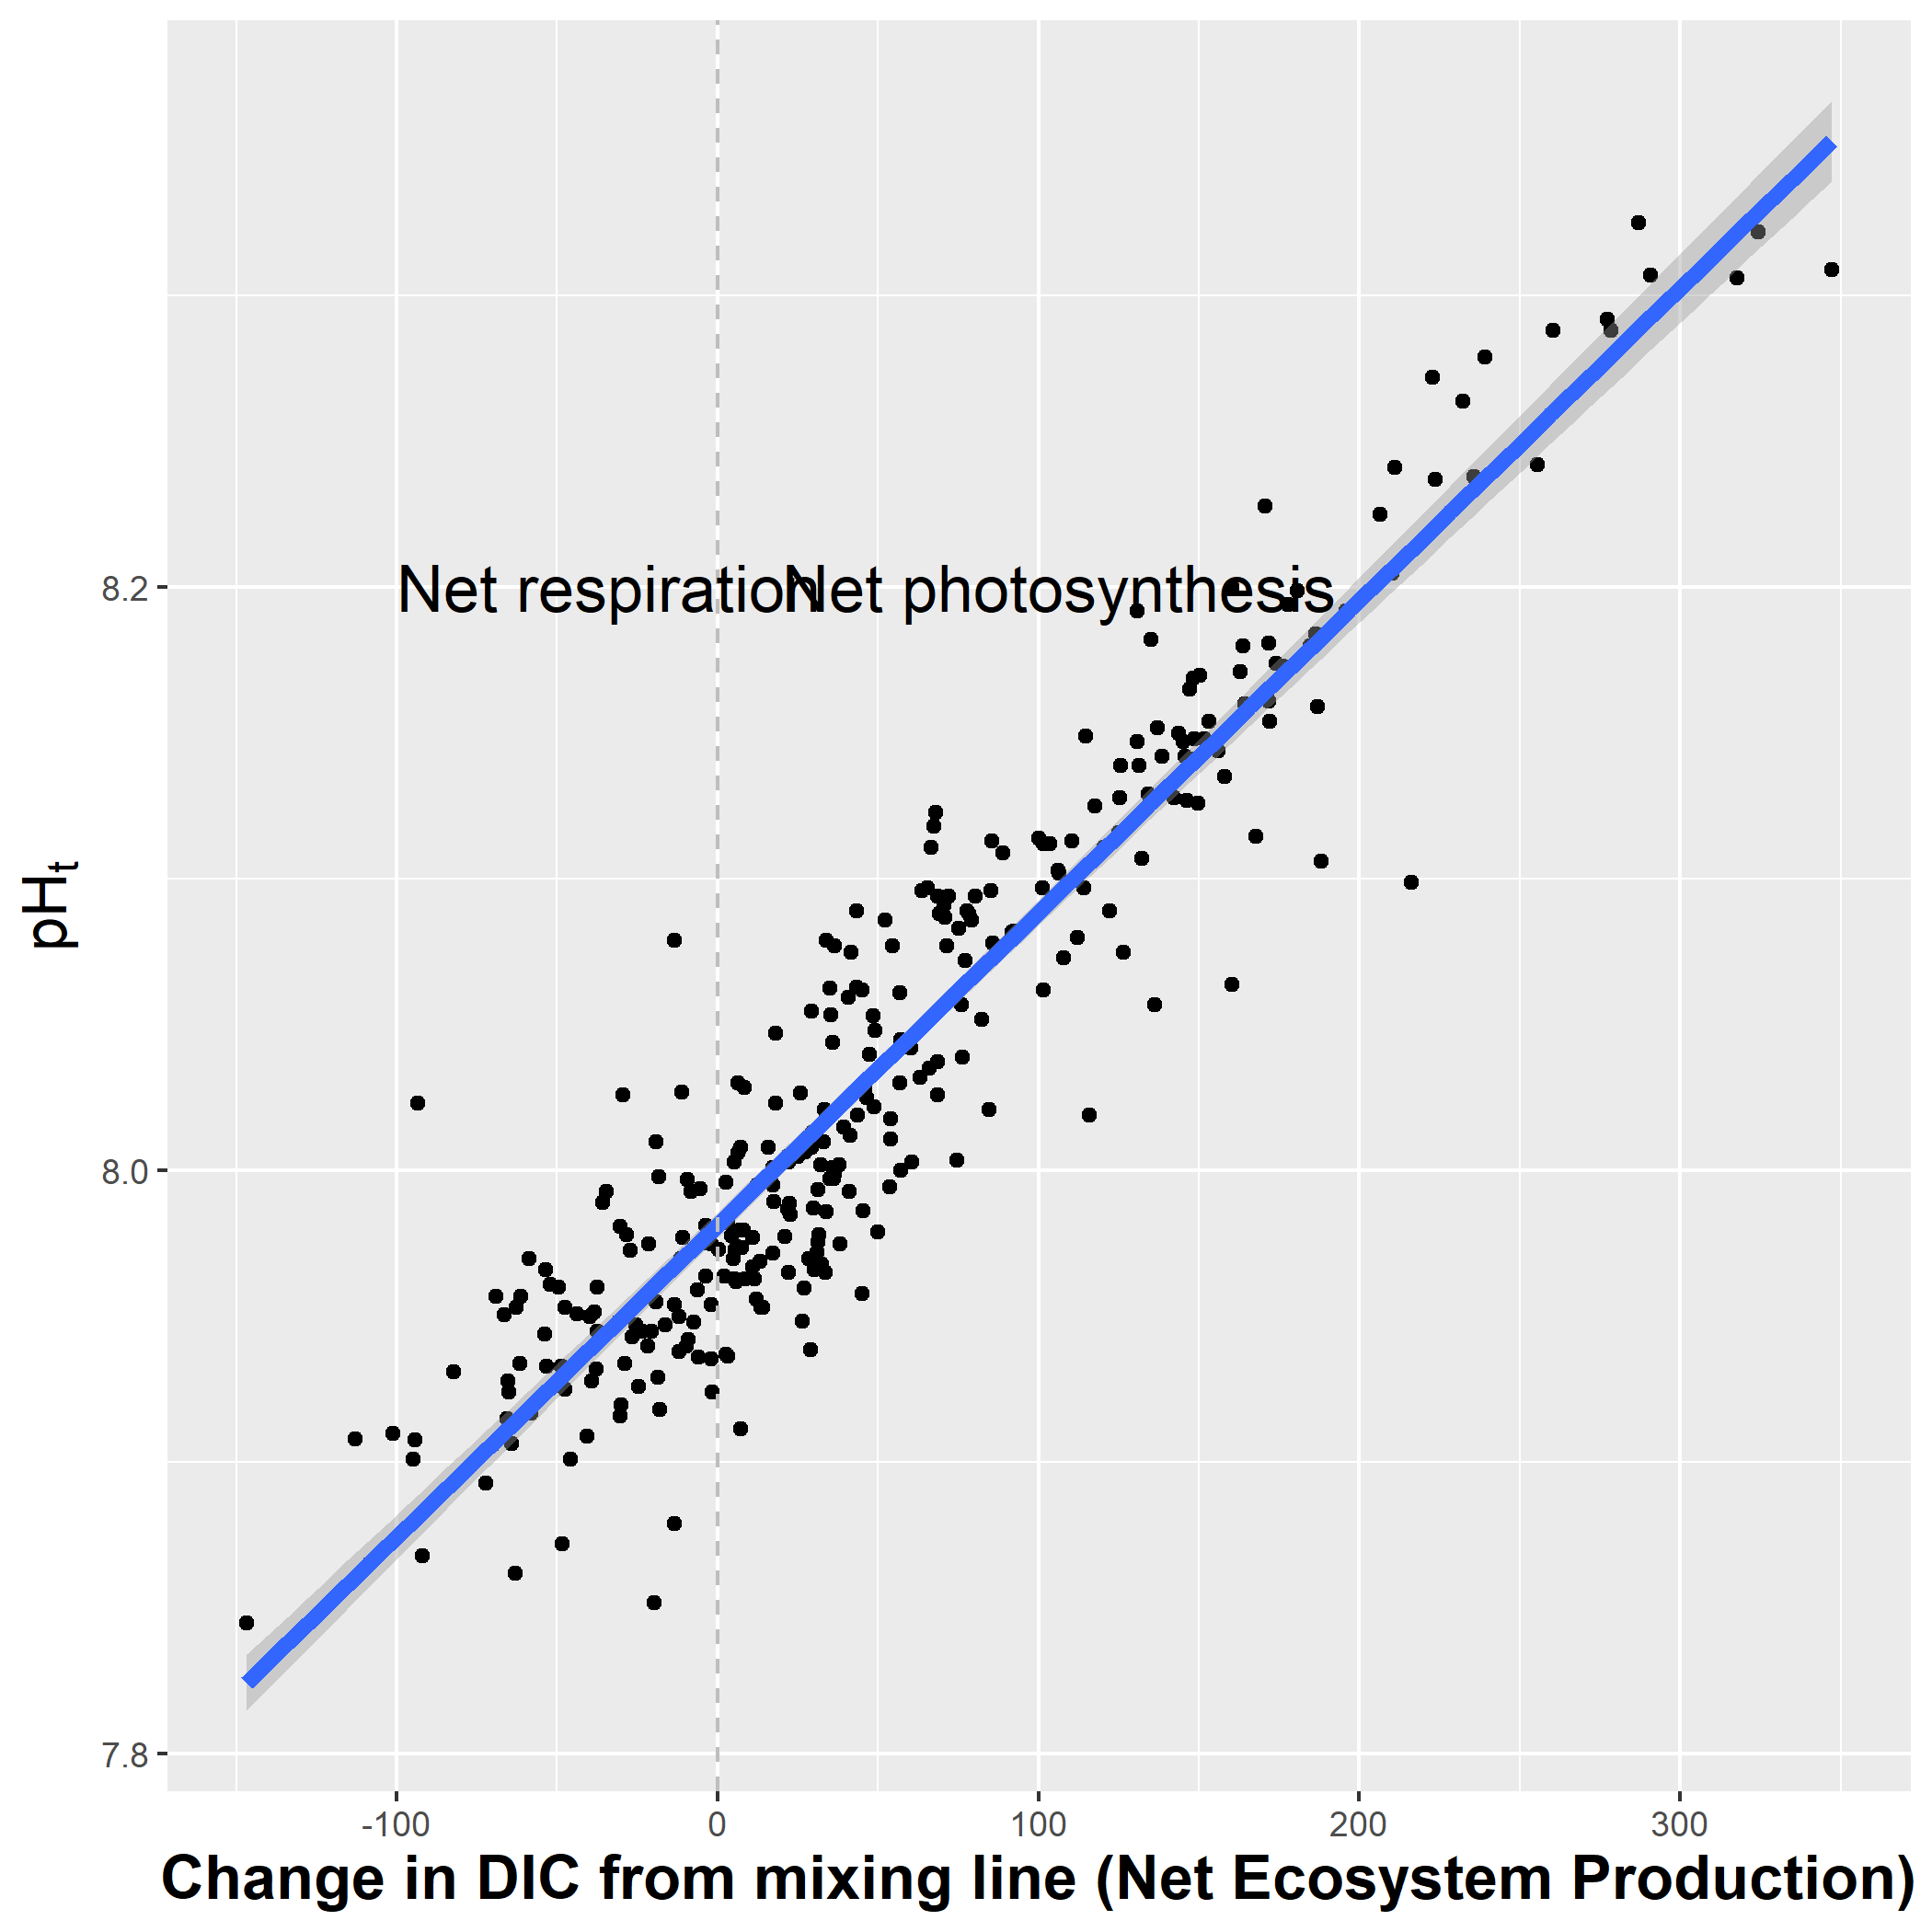 8.2
8.0
7.8
pHt
Net respiration
Net photosynthesis
-100
0
100
200
300
Change in DIC from mixing line (Net Ecosystem Production)